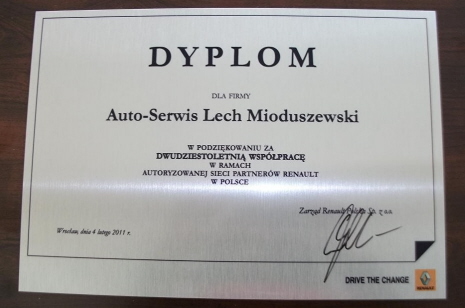 DYPLOM
DLA FIRMY
Auto-Serwis Lech Mioduszewski
W PODZIĘKOWANIU ZA
DWUDZIESTOLETNIĄ WSPÓŁPRACĘ
W RAMACH
AUTORYZOWANEJ SIECI PARTNERÓW RENAULT
W POLSCE
Zarząd Renault Polska Sp. z o.o.
Wrocław, dnia 4 lutego 2011 r.
DRIVE THE CHANGE
RENAULT